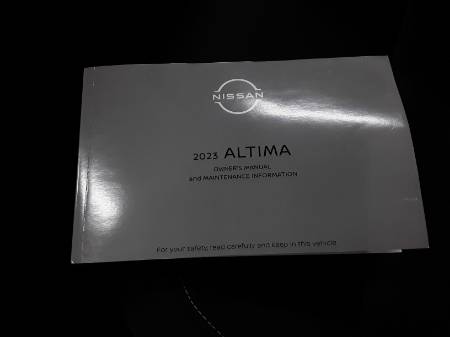 NISSAN
2023 ALTIMA
OWNER'S MANUAL
and MAINTENANCE INFORMATION
For your safety, read carefully and keep in this vehicle.